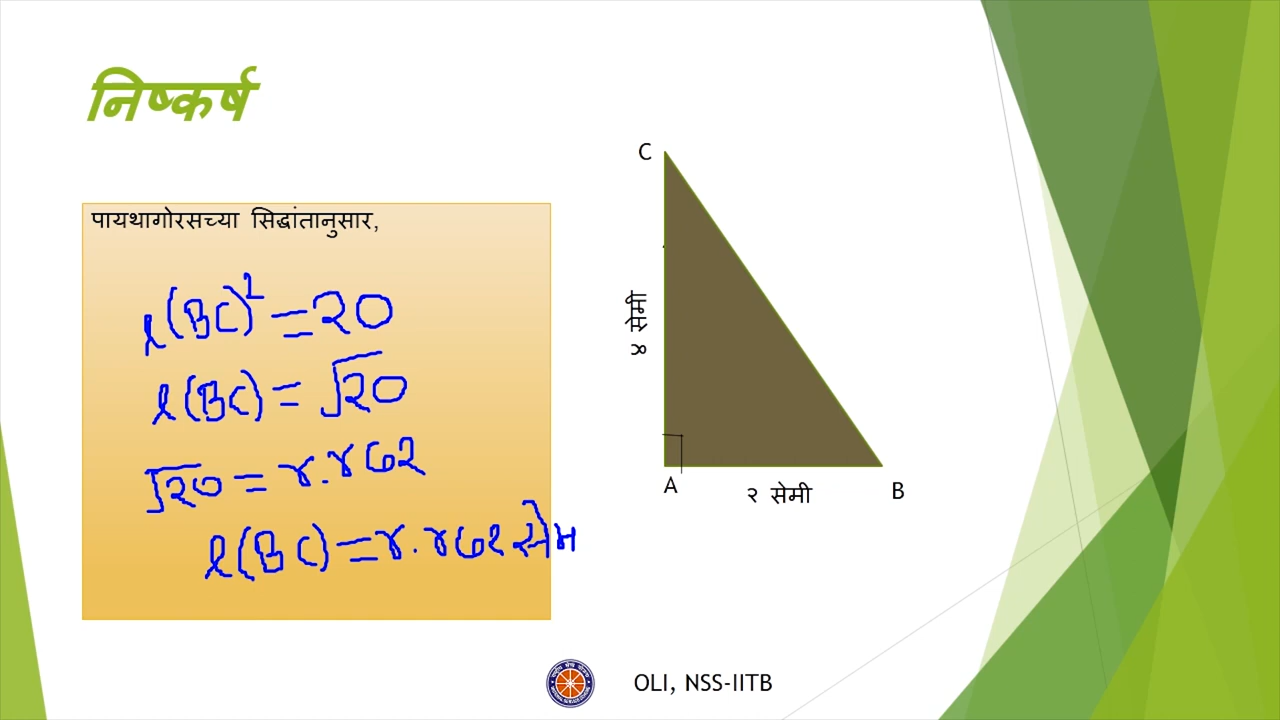 निष्कर्ष
पायथागोरसच्या सिद्धांतानुसार,
l(BC)² = २०
l(BC) = √२०
√२० = ४.४७२
l(BC) = ४.४७२ सेमी
C
४ सेमी
A
२ सेमी
B
OLI, NSS-IITB